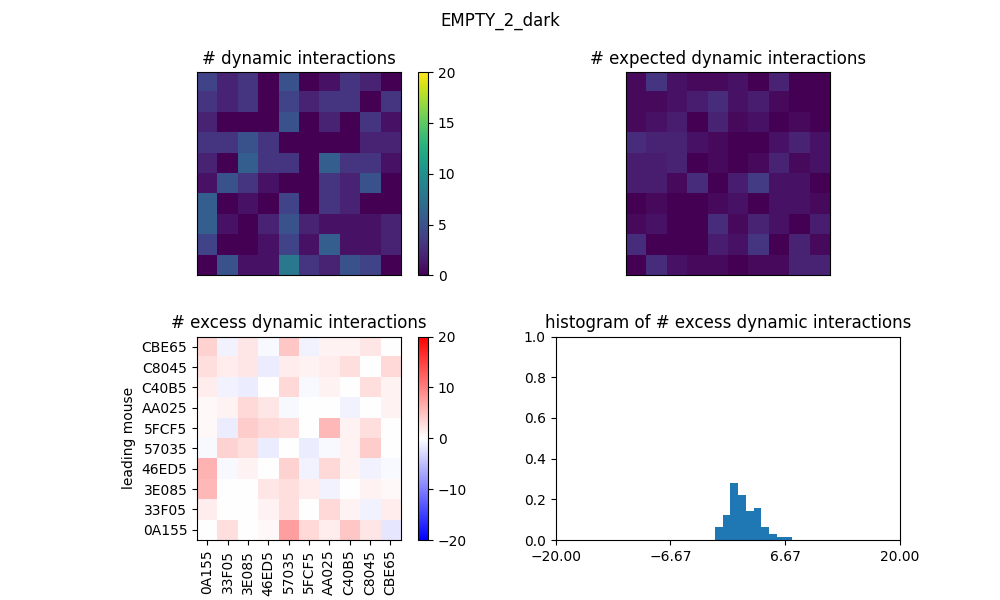 EMPTY_2_dark
# dynamic interactions
# expected dynamic interactions
20
15
10
5
0
# excess dynamic interactions
histogram of # excess dynamic interactions
leading mouse
CBE65
C8045
C40B5
AA025
5FCF5
57035
46ED5
3E085
33F05
0A155
0A155
33F05
3E085
46ED5
57035
5FCF5
AA025
C40B5
C8045
CBE65
20
10
0
−10
−20
1.0
0.8
0.6
0.4
0.2
0.0
−20.00 −6.67 6.67 20.00